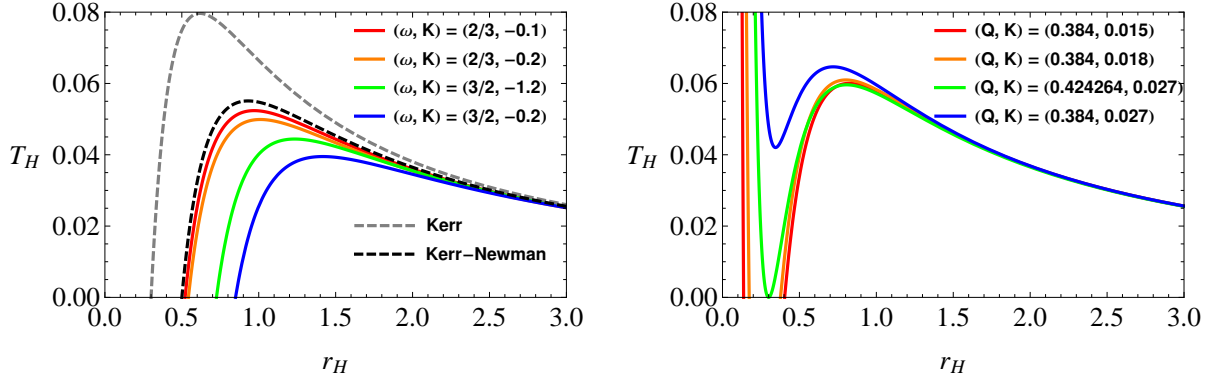 0.08
0.06
0.04
0.02
0.00
T_H
0.0 0.5 1.0 1.5 2.0 2.5 3.0
r_H
(ω, K) = (2/3, −0.1)
(ω, K) = (2/3, −0.2)
(ω, K) = (3/2, −1.2)
(ω, K) = (3/2, −0.2)
Kerr
Kerr−Newman
0.08
0.06
0.04
0.02
0.00
T_H
0.0 0.5 1.0 1.5 2.0 2.5 3.0
r_H
(Q, K) = (0.384, 0.015)
(Q, K) = (0.384, 0.018)
(Q, K) = (0.424264, 0.027)
(Q, K) = (0.384, 0.027)